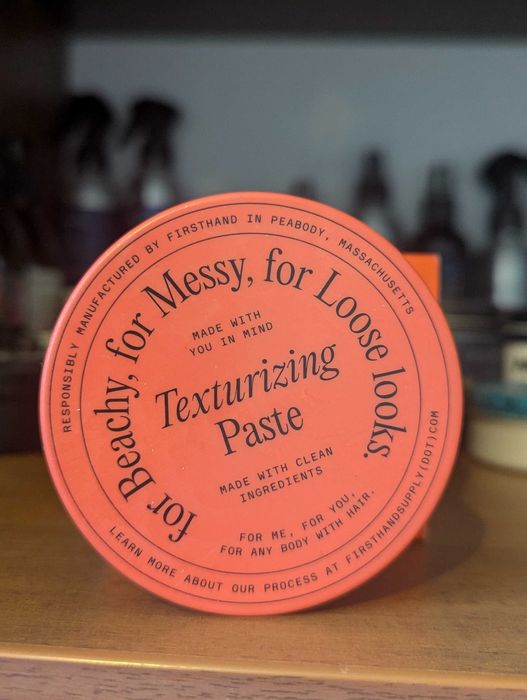 RESPONSIBLY MANUFACTURED BY FIRSTHAND IN PEABODY, MASSACHUSETTS
for Beachy, for Messy, for Loose looks.
MADE WITH
YOU IN MIND
Texturizing
Paste
MADE WITH CLEAN
INGREDIENTS
FOR ME, FOR YOU,
FOR ANY BODY WITH HAIR.
LEARN MORE ABOUT OUR PROCESS AT FIRSTHANDSUPPLY(DOT)COM